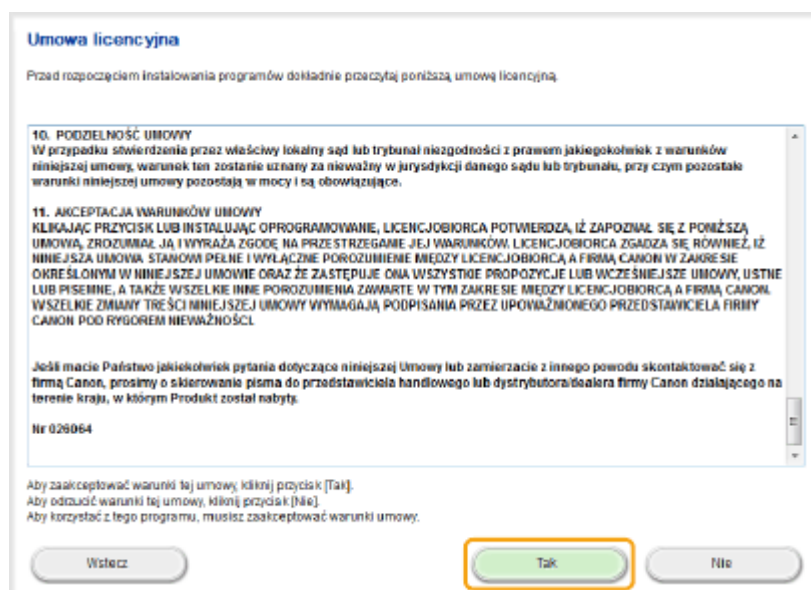 Umowa licencyjna
Przed rozpoczęciem instalowania programów dokładnie przeczytaj poniższą umowę licencyjną.
10. PODZIELNOŚĆ UMOWY
W przypadku stwierdzenia przez właściwy lokalny sąd lub trybunał niezgodności z prawem jakiegokolwiek z warunków
niniejszej umowy, warunek ten zostanie uznany za nieważny w jurysdykcji danego sądu lub trybunału, przy czym pozostałe
warunki niniejszej umowy pozostają w mocy i są obowiązujące.
11. AKCEPTACJA WARUNKÓW UMOWY
KLIKAJĄC PRZYCISK LUB INSTALUJĄC OPROGRAMOWANIE, LICENCJOBIORCA POTWIERDZA, IŻ ZAPOZNAŁ SIĘ Z PONIŻSZĄ
UMOWĄ, ZROZUMIAŁ JĄ I WYRAŻA ZGODĘ NA PRZESTRZEGANIE JEJ WARUNKÓW. LICENCJOBIORCA ZGADZA SIĘ RÓWNIEŻ, IŻ
NINIEJSZA UMOWA STANOWI PEŁNE I WYŁĄCZNE POROZUMIENIE MIĘDZY LICENCJOBIORCĄ A FIRMĄ CANON W ZAKRESIE
OKREŚLONYM W NINIEJSZEJ UMOWIE ORAZ ŻE ZASTĘPUJE ONA WSZYSTKIE PROPOZYCJE LUB WCZEŚNIEJSZE UMOWY, USTNE
LUB PISEMNE, A TAKŻE WSZELKIE INNE POROZUMIENIA ZAWARTE W TYM ZAKRESIE MIĘDZY LICENCJOBIORCĄ A FIRMĄ CANON.
WSZELKIE ZMIANY TREŚCI NINIEJSZEJ UMOWY WYMAGAJĄ PODPISANIA PRZEZ UPOWAŻNIONEGO PRZEDSTAWICIELA FIRMY
CANON POD RYGOREM NIEWAŻNOŚCI.
Jeśli macie Państwo jakiekolwiek pytania dotyczące niniejszej Umowy lub zamierzacie z innego powodu skontaktować się z
firmą Canon, prosimy o skierowanie pisma do przedstawiciela handlowego lub dystrybutora/dealera firmy Canon działającego na
terenie kraju, w którym Produkt został nabyty.
Nr 026064
Aby zaakceptować warunki tej umowy, kliknij przycisk [Tak].
Aby odrzucić warunki tej umowy, kliknij przycisk [Nie].
Aby korzystać z tego programu, musisz zaakceptować warunki umowy.
Wstecz
Tak
Nie